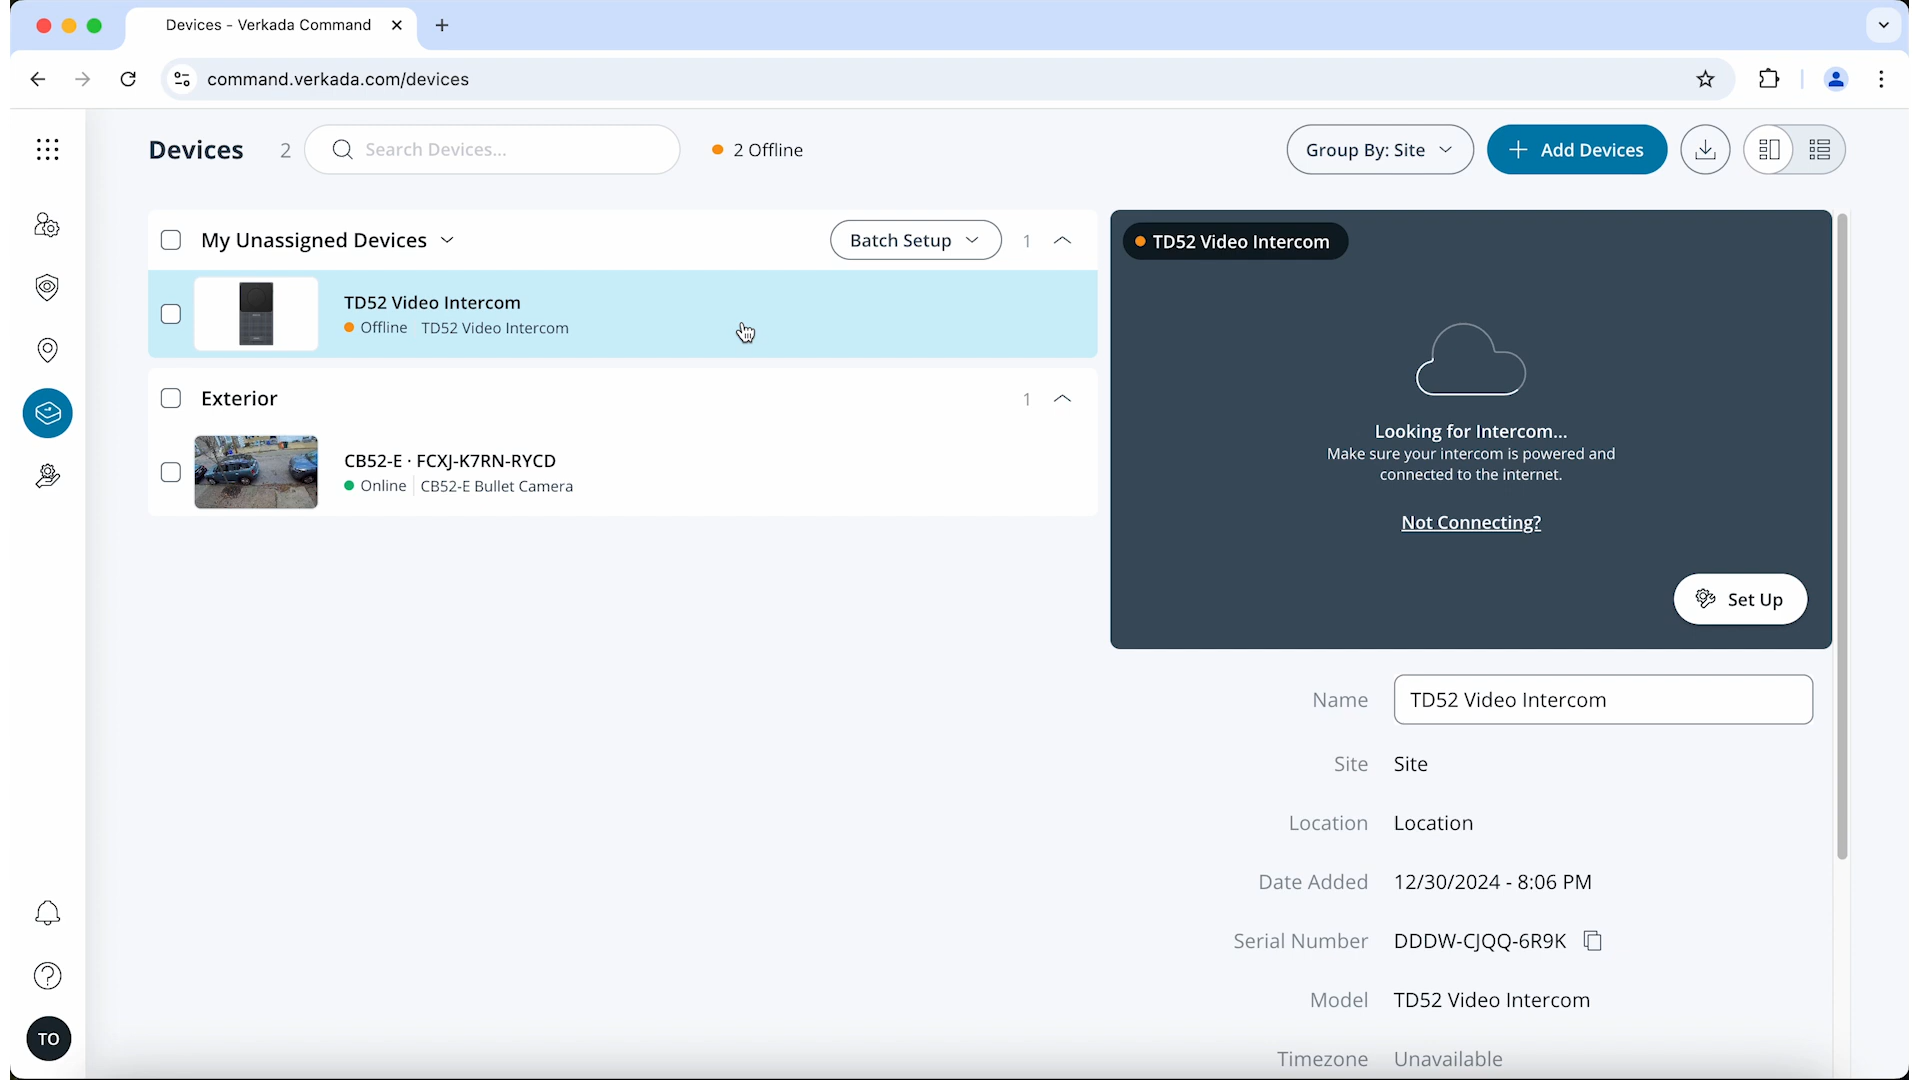 Devices - Verkada Command
command.verkada.com/devices
Devices 2 Search Devices... 2 Offline Group By: Site Add Devices
My Unassigned Devices Batch Setup 1
TD52 Video Intercom
Offline TD52 Video Intercom
Exterior 1
CB52-E · FCXJ-K7RN-RYCD
Online CB52-E Bullet Camera
TD52 Video Intercom
Looking for Intercom...
Make sure your intercom is powered and
connected to the internet.
Not Connecting?
Set Up
Name TD52 Video Intercom
Site Site
Location Location
Date Added 12/30/2024 - 8:06 PM
Serial Number DDDW-CJQQ-6R9K
Model TD52 Video Intercom
Timezone Unavailable
TO